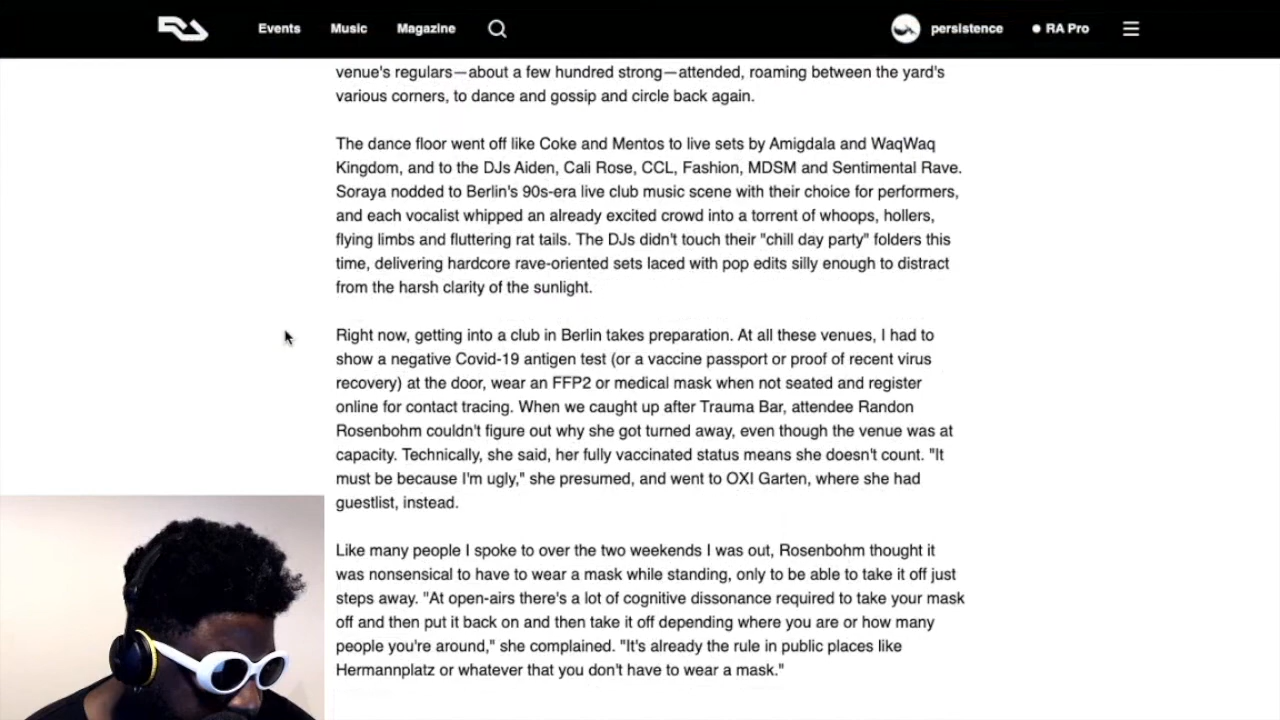 Events
Music
Magazine
persistence
RA Pro
venue's regulars—about a few hundred strong—attended, roaming between the yard's
various corners, to dance and gossip and circle back again.
The dance floor went off like Coke and Mentos to live sets by Amigdala and WaqWaq
Kingdom, and to the DJs Aiden, Cali Rose, CCL, Fashion, MDSM and Sentimental Rave.
Soraya nodded to Berlin's 90s-era live club music scene with their choice for performers,
and each vocalist whipped an already excited crowd into a torrent of whoops, hollers,
flying limbs and fluttering rat tails. The DJs didn't touch their "chill day party" folders this
time, delivering hardcore rave-oriented sets laced with pop edits silly enough to distract
from the harsh clarity of the sunlight.
Right now, getting into a club in Berlin takes preparation. At all these venues, I had to
show a negative Covid-19 antigen test (or a vaccine passport or proof of recent virus
recovery) at the door, wear an FFP2 or medical mask when not seated and register
online for contact tracing. When we caught up after Trauma Bar, attendee Randon
Rosenbohm couldn't figure out why she got turned away, even though the venue was at
capacity. Technically, she said, her fully vaccinated status means she doesn't count. "It
must be because I'm ugly," she presumed, and went to OXI Garten, where she had
guestlist, instead.
Like many people I spoke to over the two weekends I was out, Rosenbohm thought it
was nonsensical to have to wear a mask while standing, only to be able to take it off just
steps away. "At open-airs there's a lot of cognitive dissonance required to take your mask
off and then put it back on and then take it off depending where you are or how many
people you're around," she complained. "It's already the rule in public places like
Hermannplatz or whatever that you don't have to wear a mask."